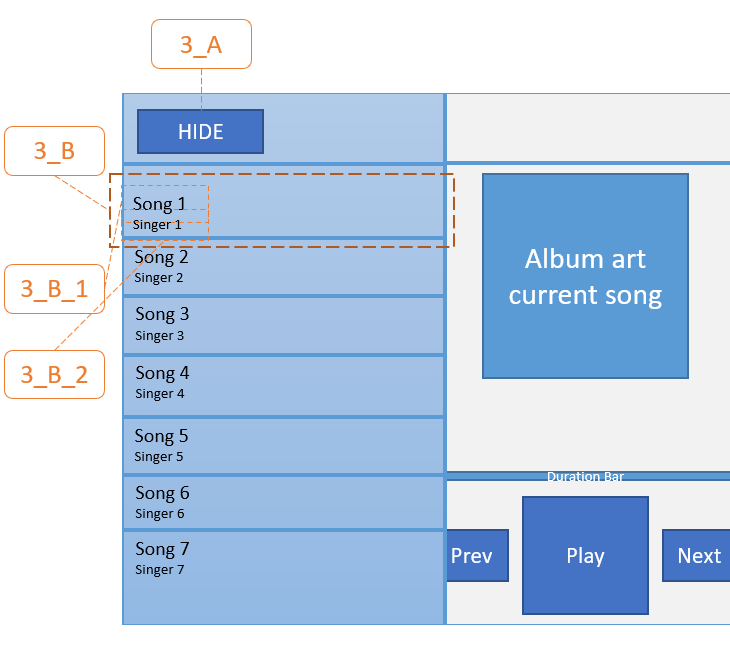 3_A
HIDE
3_B
Song 1
Singer 1
3_B_1
3_B_2
Song 2
Singer 2
Song 3
Singer 3
Song 4
Singer 4
Song 5
Singer 5
Song 6
Singer 6
Song 7
Singer 7
Album art
current song
Duration Bar
Prev
Play
Next